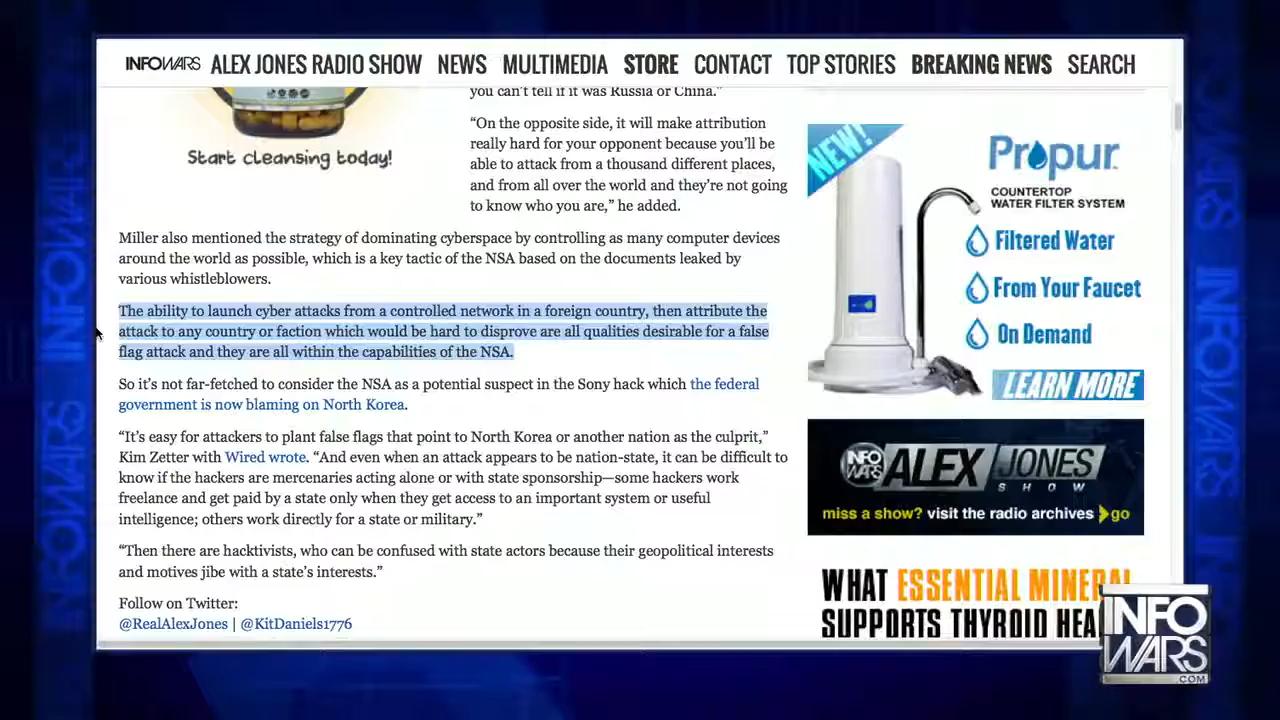 INFOWARS ALEX JONES RADIO SHOW NEWS MULTIMEDIA STORE CONTACT TOP STORIES BREAKING NEWS SEARCH
Start cleansing today!
you can't tell if it was Russia or China.”
“On the opposite side, it will make attribution
really hard for your opponent because you'll be
able to attack from a thousand different places,
and from all over the world and they're not going
to know who you are,” he added.
Miller also mentioned the strategy of dominating cyberspace by controlling as many computer devices
around the world as possible, which is a key tactic of the NSA based on the documents leaked by
various whistleblowers.
The ability to launch cyber attacks from a controlled network in a foreign country, then attribute the
attack to any country or faction which would be hard to disprove are all qualities desirable for a false
flag attack and they are all within the capabilities of the NSA.
So it's not far-fetched to consider the NSA as a potential suspect in the Sony hack which the federal
government is now blaming on North Korea.
“It's easy for attackers to plant false flags that point to North Korea or another nation as the culprit,”
Kim Zetter with Wired wrote. “And even when an attack appears to be nation-state, it can be difficult to
know if the hackers are mercenaries acting alone or with state sponsorship—some hackers work
freelance and get paid by a state only when they get access to an important system or useful
intelligence; others work directly for a state or military.”
“Then there are hacktivists, who can be confused with state actors because their geopolitical interests
and motives jibe with a state's interests.”
Follow on Twitter:
@RealAlexJones | @KitDaniels1776
NEW!
Propur
COUNTERTOP
WATER FILTER SYSTEM
Filtered Water
From Your Faucet
On Demand
LEARN MORE
INFO
WARS
ALEX JONES
SHOW
miss a show? visit the radio archives go
WHAT ESSENTIAL MINERAL
SUPPORTS THYROID HEA
INFO
WARS
.COM
INFOWARS
INFOWARS